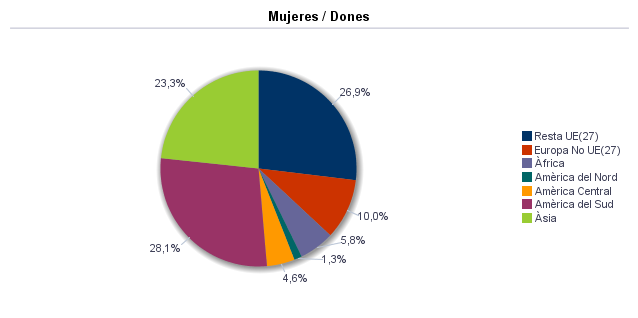 Mujeres / Dones
23,3%
26,9%
10,0%
5,8%
1,3%
4,6%
28,1%
Resta UE(27)
Europa No UE(27)
Àfrica
Amèrica del Nord
Amèrica Central
Amèrica del Sud
Àsia